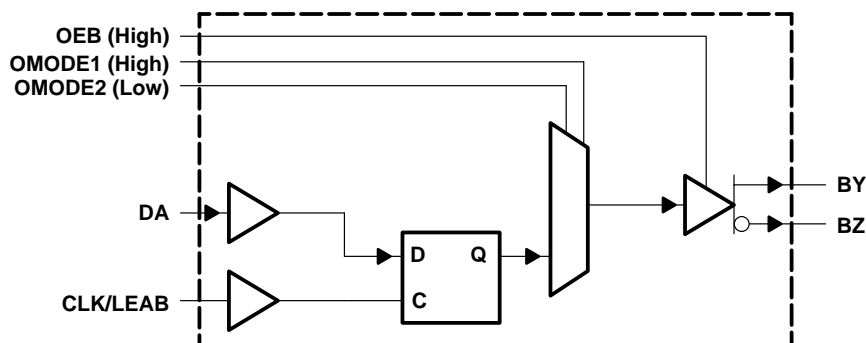 OEB (High)
OMODE1 (High)
OMODE2 (Low)
DA
BY
BZ
D Q
CLK/LEAB
C